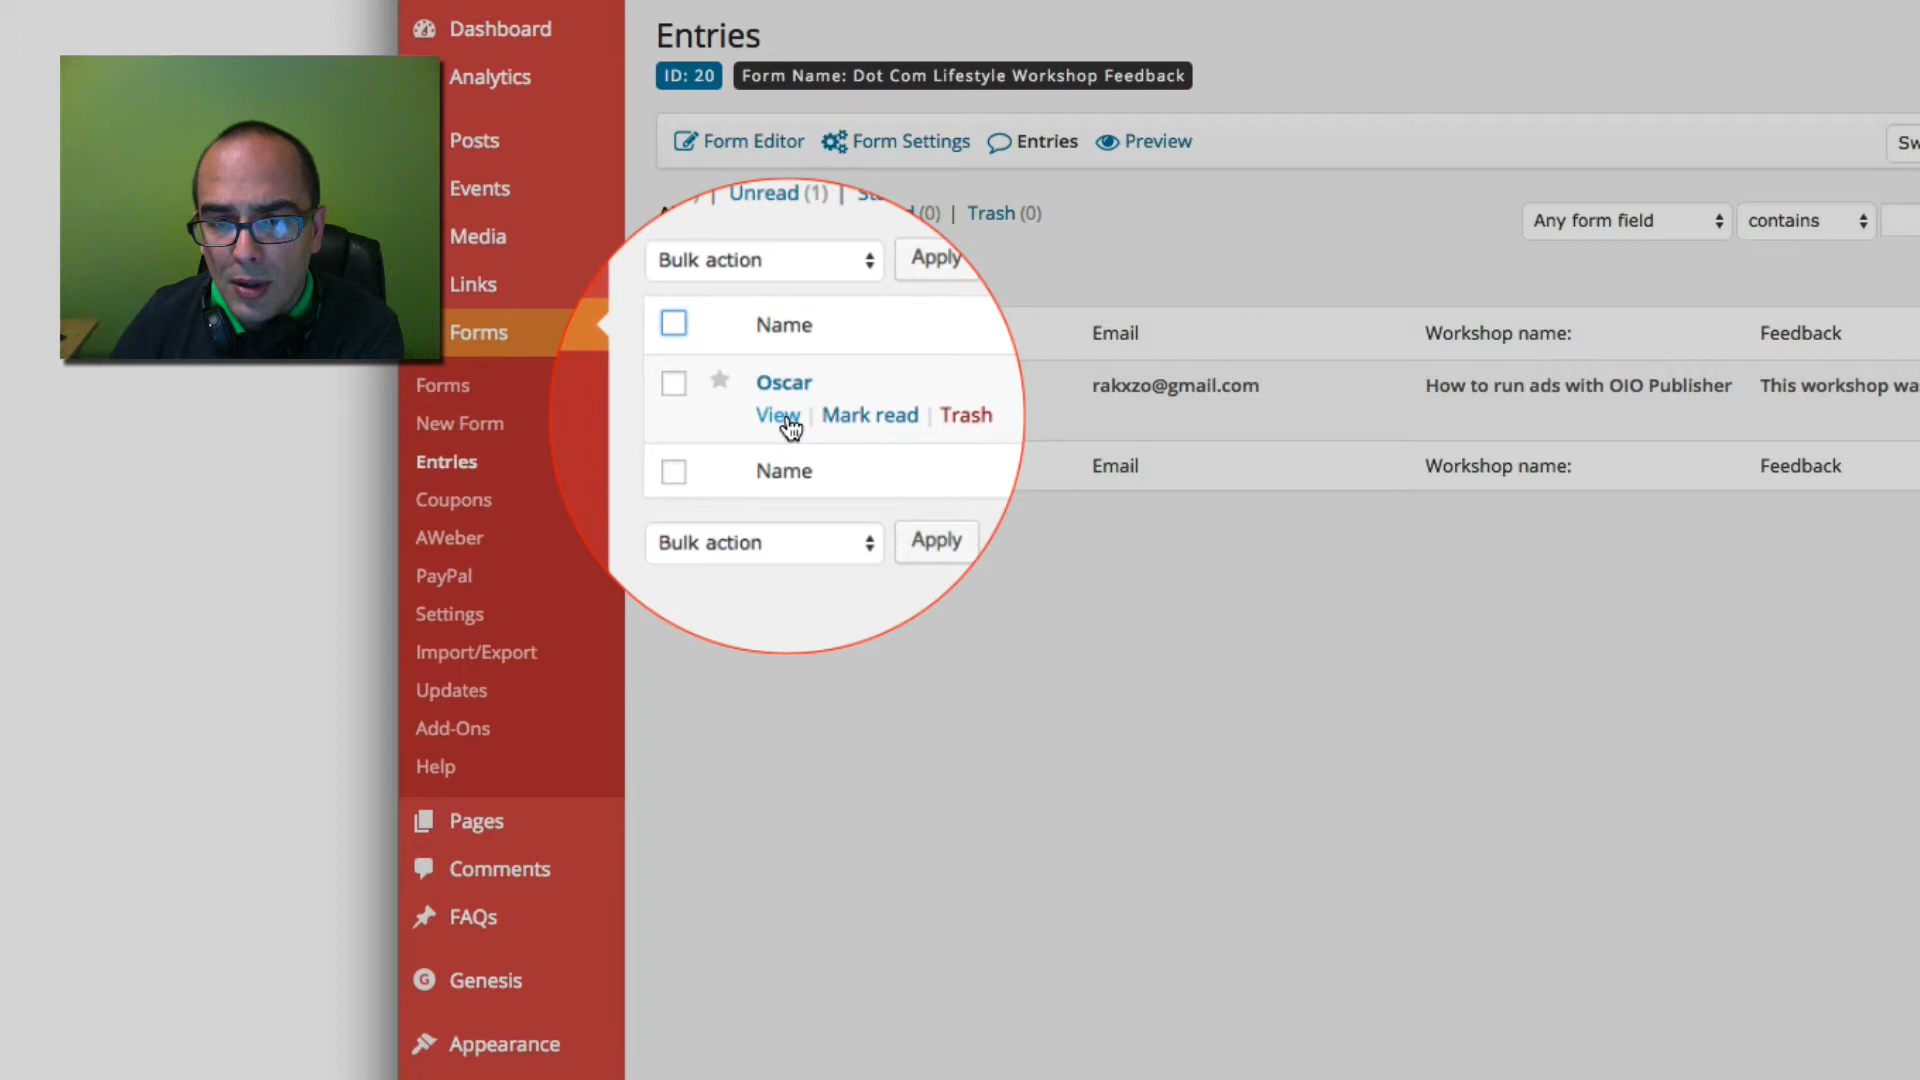 Dashboard
Analytics
Posts
Events
Media
Links
Forms
Forms
New Form
Entries
Coupons
AWeber
PayPal
Settings
Import/Export
Updates
Add-Ons
Help
Pages
Comments
FAQs
Genesis
Appearance
Entries
ID: 20 Form Name: Dot Com Lifestyle Workshop Feedback
Form Editor Form Settings Entries Preview
| Unread (1) | (0) | Trash (0)
Any form field contains
Bulk action Apply
Name Email Workshop name: Feedback
Oscar rakxzo@gmail.com How to run ads with OIO Publisher This workshop wa
View | Mark read | Trash
Name Email Workshop name: Feedback
Bulk action Apply